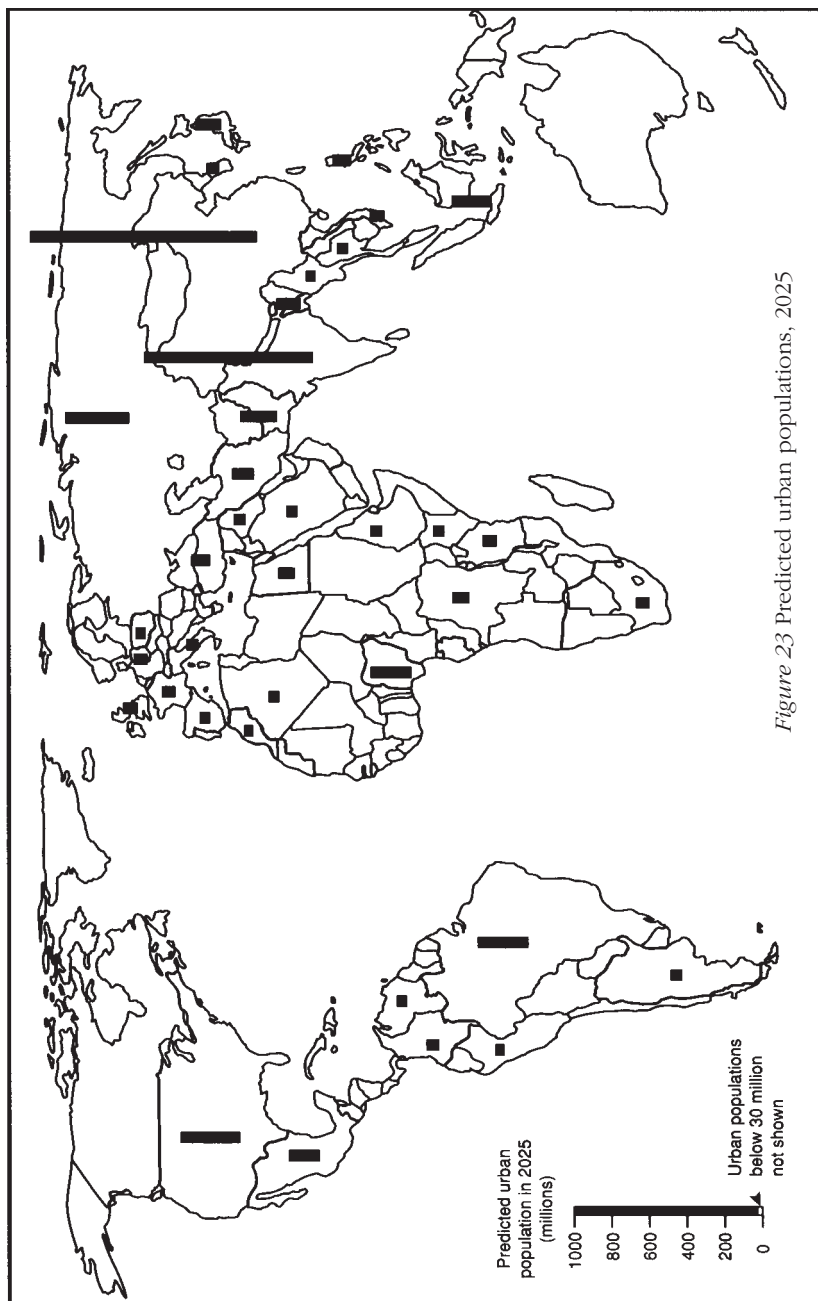 Predicted urban
population in 2025
(millions)
1000
800
600
400
200
0
Urban populations
below 30 million
not shown
Figure 23 Predicted urban populations, 2025